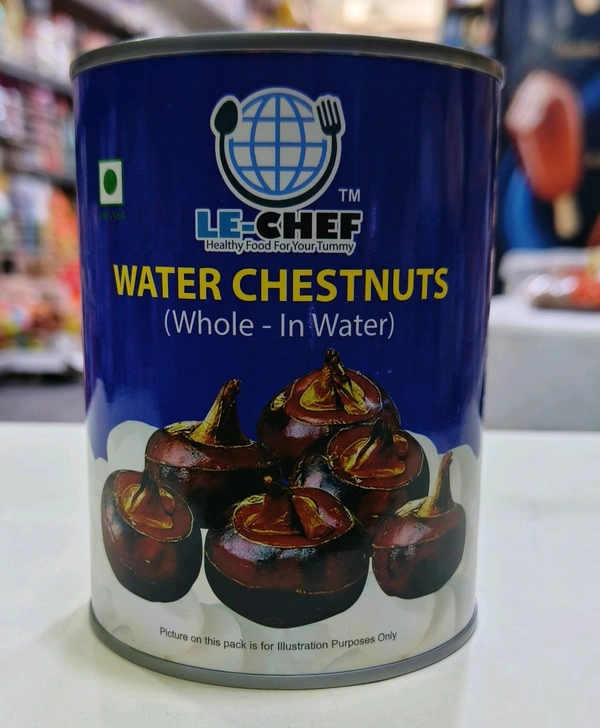 TM
LE-CHEF
Healthy Food For Your Tummy
WATER CHESTNUTS
(Whole - In Water)
Picture on this pack is for Illustration Purposes Only